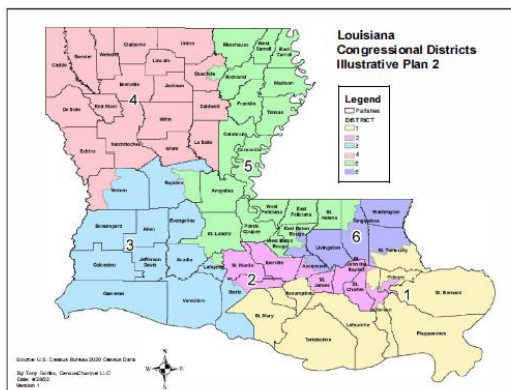 Louisiana
Congressional Districts
Illustrative Plan 2
Legend
Parishes
DISTRICT
1
2
3
4
5
6
Caddo
Bossier
Webster
Claiborne
Union
Morehouse
West
Carroll
East
Carroll
Lincoln
Ouachita
Richland
Madison
Bienville
Jackson
4
De Soto
Red River
Caldwell
Franklin
Tensas
Winn
Natchitoches
Sabine
Grant
La Salle
Catahoula
Concordia
5
Vernon
Rapides
Avoyelles
West
Feliciana
East
Feliciana
St.
Helena
Washington
Tangipahoa
Beauregard
Allen
Evangeline
St. Landry
Pointe
Coupee
East Baton
Rouge
West Baton
Rouge
Livingston
6
St. Tammany
3
Calcasieu
Jefferson
Davis
Acadia
Lafayette
St. Martin
Iberville
Ascension
St. John the
Baptist
2
St.
James
St.
Charles
Orleans
1
St. Bernard
Cameron
Vermilion
Iberia
Assumption
Jefferson
St. Mary
Lafourche
Plaquemines
Terrebonne
Source: U.S. Census Bureau 2020 Census Data
By: Tony Fairfax, CensusChannel LLC
Version 1
N
W
E
S